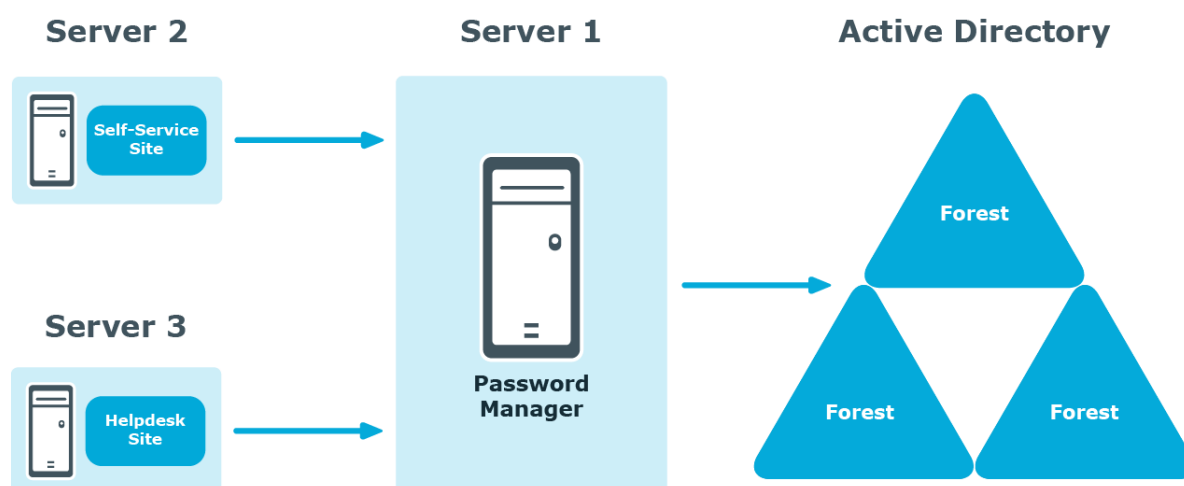 Server 2
Server 1
Active Directory
Self-Service
Site
Forest
Server 3
Password
Manager
Helpdesk
Site
Forest
Forest